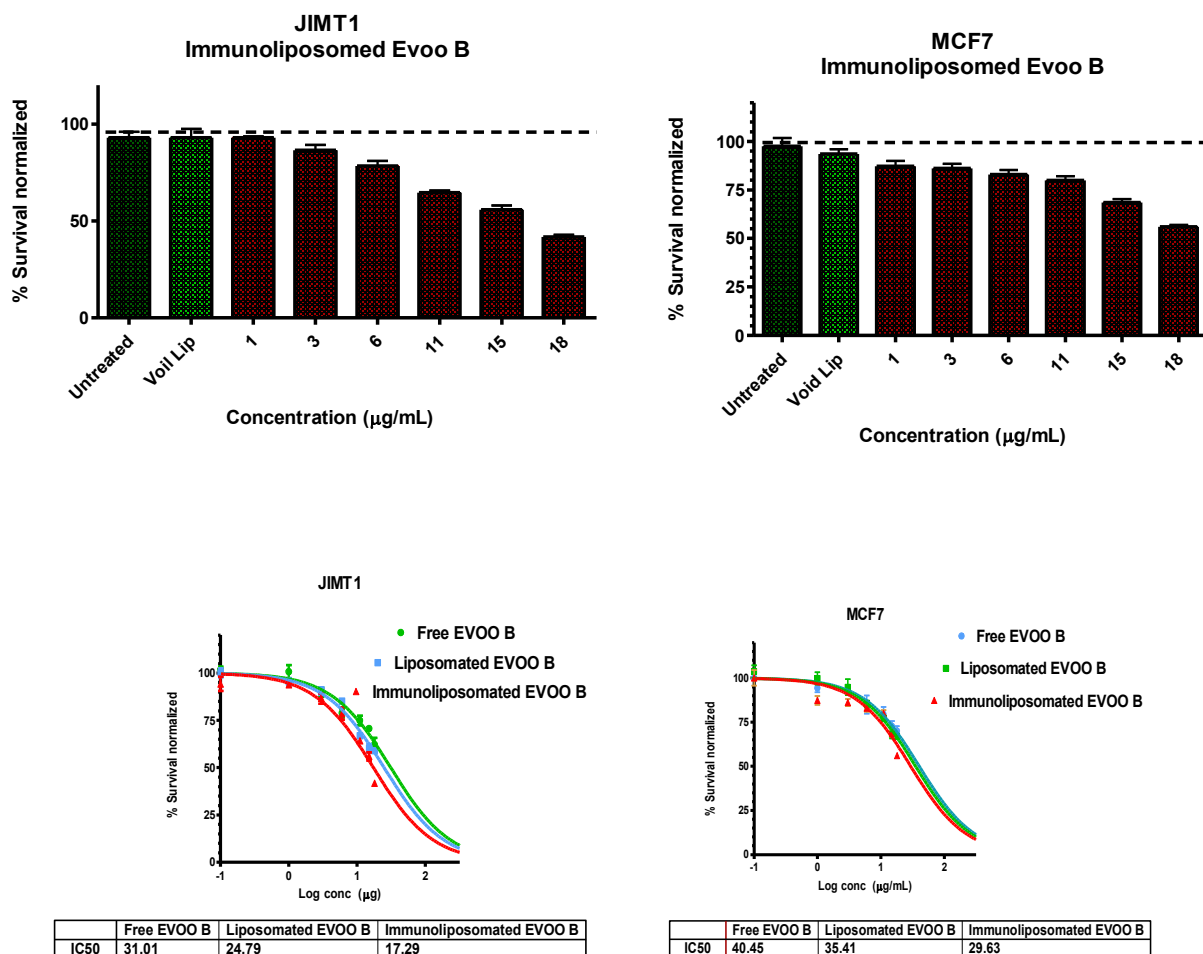 JIMT1
Immunoliposomed Evoo B
% Survival normalized
100
50
0
Untreated
Voil Lip
1
3
6
11
15
18
Concentration (μg/mL)
MCF7
Immunoliposomed Evoo B
% Survival normalized
100
75
50
25
0
Untreated
Void Lip
1
3
6
11
15
18
Concentration (μg/mL)
JIMT1
Free EVOO B
Liposomated EVOO B
Immunoliposomated EVOO B
% Survival normalized
100
75
50
25
0
-1
0
1
2
Log conc (μg)
Free EVOO B Liposomated EVOO B Immunoliposomated EVOO B
IC50 31.01 24.79 17.29
MCF7
Free EVOO B
Liposomated EVOO B
Immunoliposomated EVOO B
% Survival normalized
100
75
50
25
0
-1
0
1
2
Log conc (μg/mL)
Free EVOO B Liposomated EVOO B Immunoliposomated EVOO B
IC50 40.45 35.41 29.63